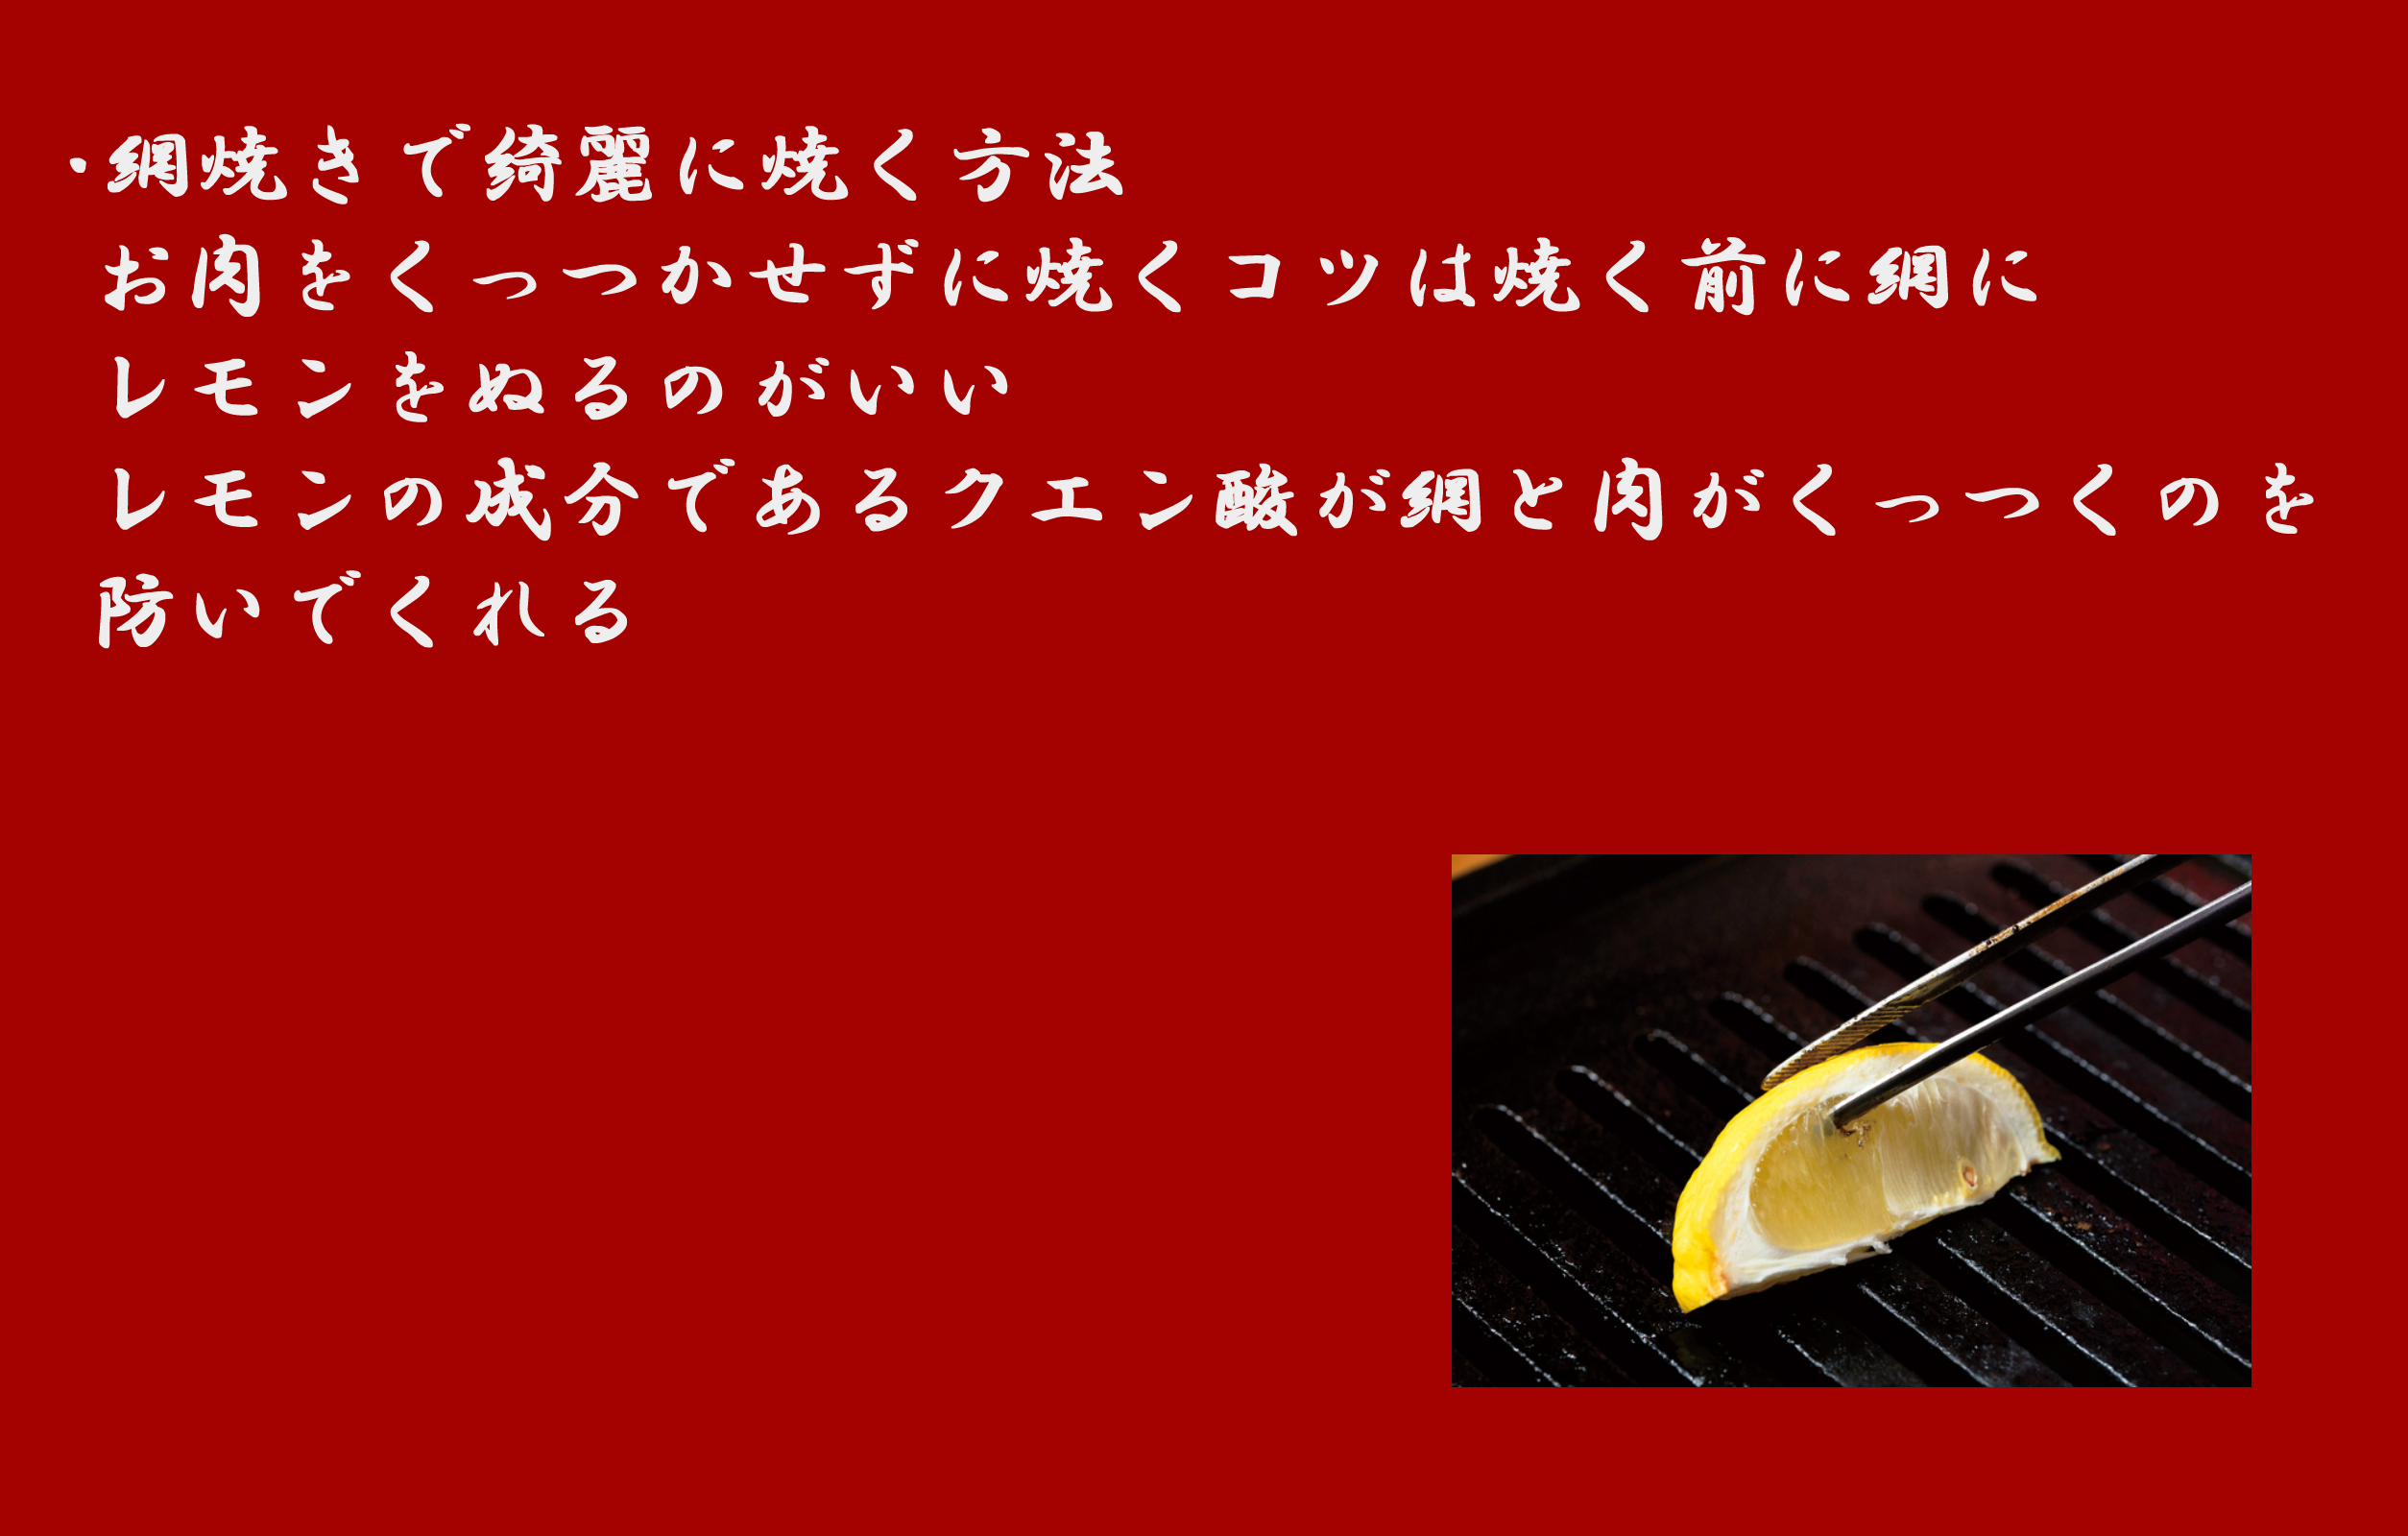 ・網焼きで綺麗に焼く方法
お肉をくっつかせずに焼くコツは焼く前に網に
レモンをぬるのがいい
レモンの成分であるクエン酸が網と肉がくっつくのを
防いでくれる